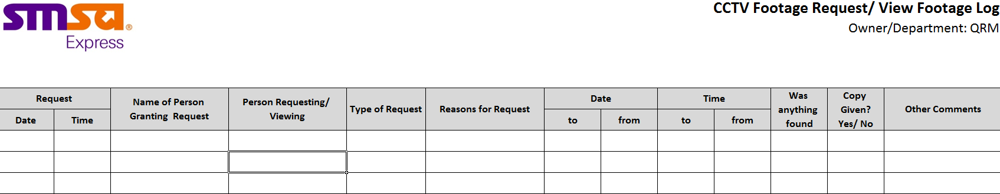 smsa®
Express
CCTV Footage Request/ View Footage Log
Owner/Department: QRM
Request
Date
Time
Name of Person
Granting Request
Person Requesting/
Viewing
Type of Request
Reasons for Request
Date
to
from
Time
to
from
Was
anything
found
Copy
Given?
Yes/ No
Other Comments